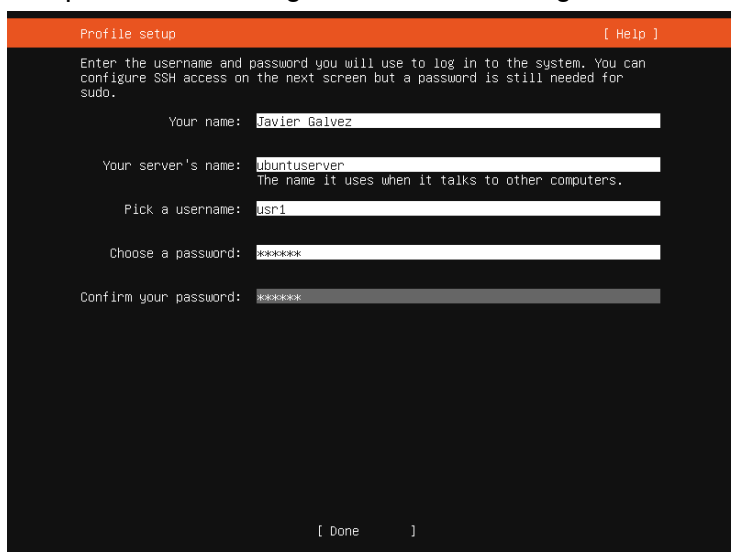 Profile setup [ Help ]
Enter the username and password you will use to log in to the system. You can
configure SSH access on the next screen but a password is still needed for
sudo.
Your name: Javier Galvez
Your server's name: ubuntuserver
The name it uses when it talks to other computers.
Pick a username: usr1
Choose a password: ******
Confirm your password: ******
[ Done ]